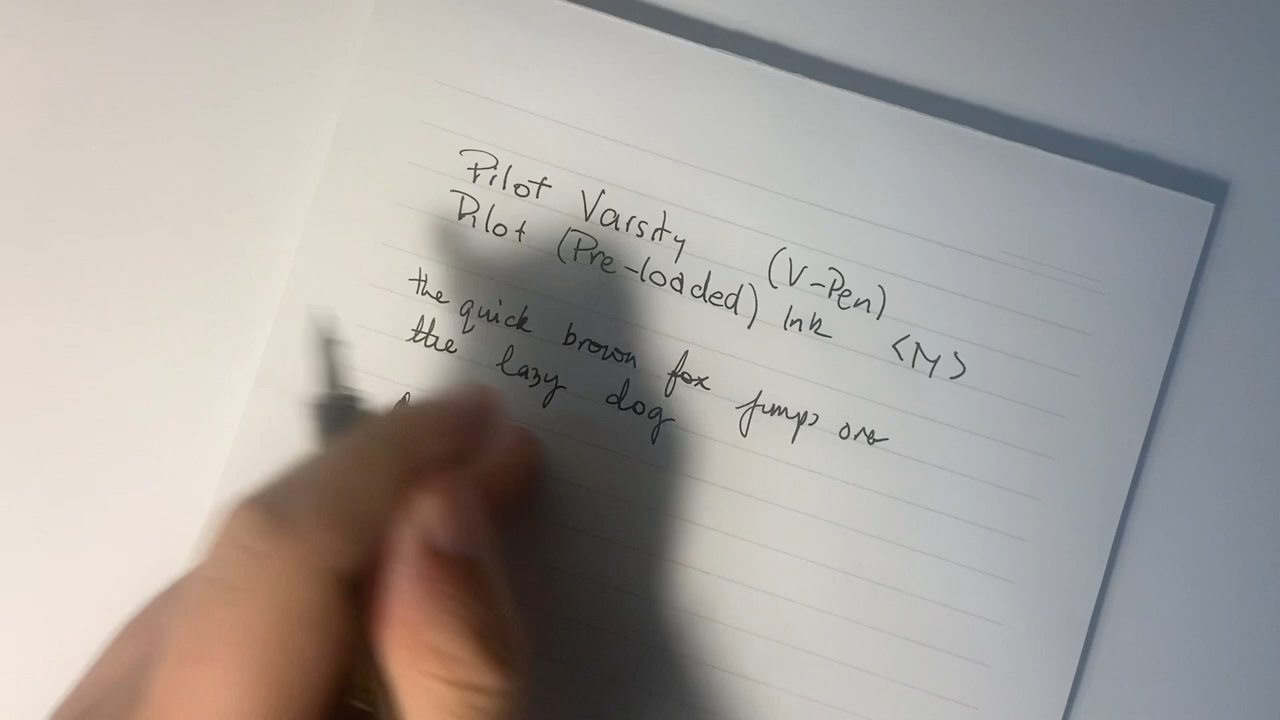 Pilot Varsity (V-Pen)
Pilot (Pre-loaded) Ink <M>
the quick brown fox jumps over
the lazy dog